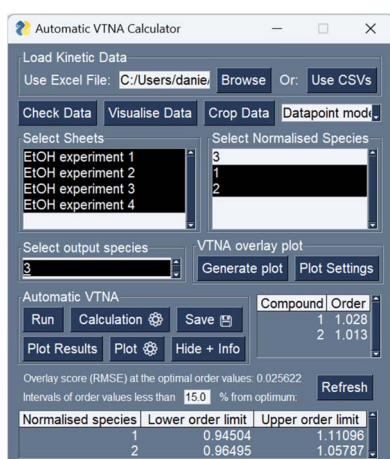 Automatic VTNA Calculator
Load Kinetic Data
Use Excel File: C:/Users/danie/ Browse Or: Use CSVs
Check Data Visualise Data Crop Data Datapoint mode
Select Sheets
EtOH experiment 1
EtOH experiment 2
EtOH experiment 3
EtOH experiment 4
Select Normalised Species
3
1
2
Select output species
3
VTNA overlay plot
Generate plot Plot Settings
Automatic VTNA
Run Calculation Save
Plot Results Plot Hide + Info
Compound Order
1 1.028
2 1.013
Overlay score (RMSE) at the optimal order values: 0.025622
Intervals of order values less than 15.0 % from optimum:
Refresh
Normalised species Lower order limit Upper order limit
1 0.94504 1.11096
2 0.96495 1.05787